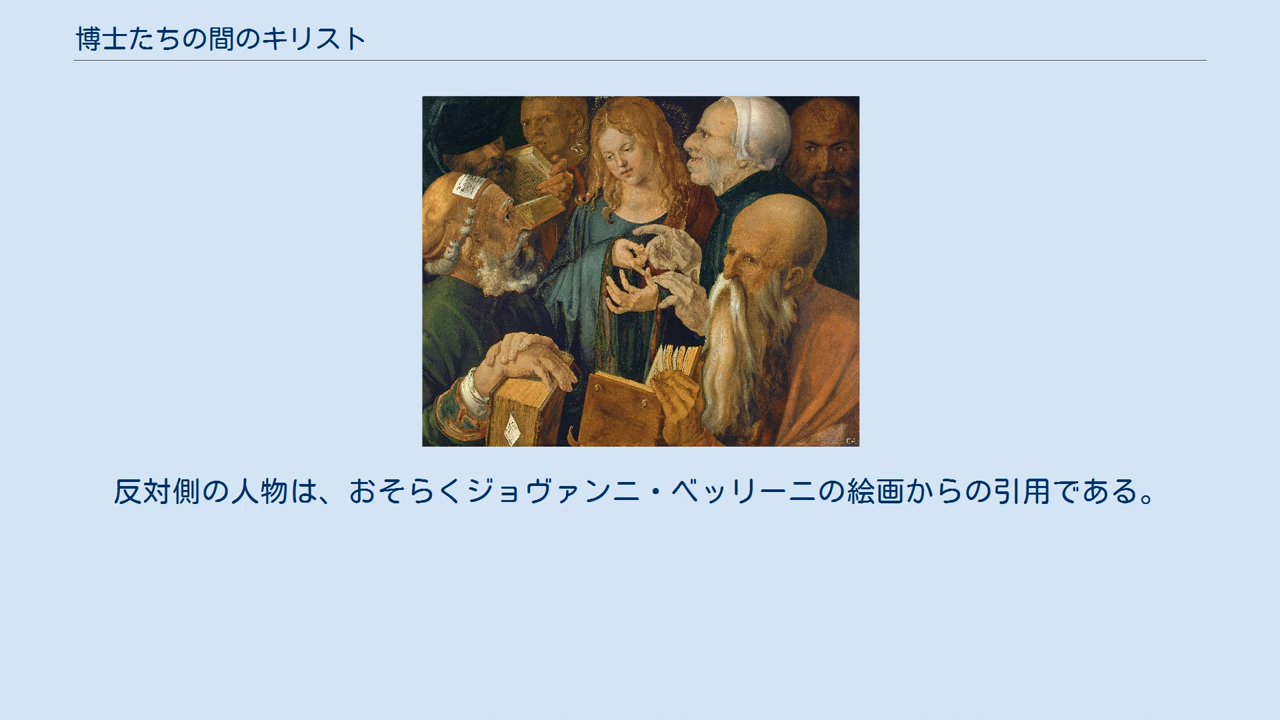 博士たちの間のキリスト
反対側の人物は、おそらくジョヴァンニ・ベッリーニの絵画からの引用である。